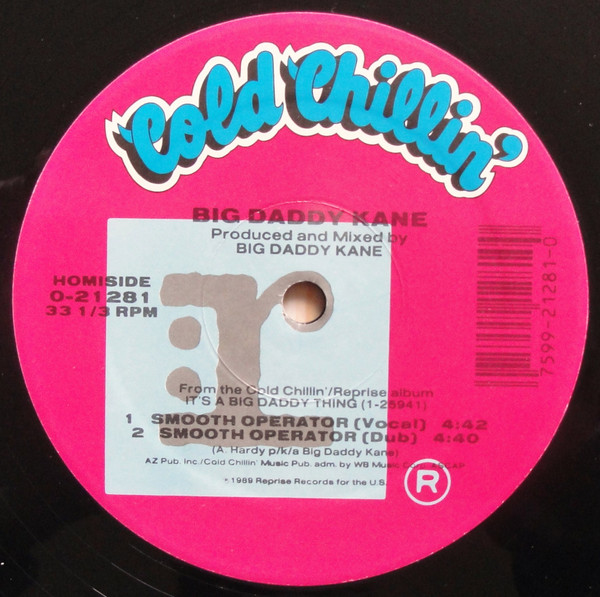 Cold Chillin'
BIG DADDY KANE
Produced and Mixed by
BIG DADDY KANE
HOMISIDE
0-21281
33 1/3 RPM
7599-21281-0
r
From the Cold Chillin'/Reprise album
IT'S A BIG DADDY THING (1-25941)
1 SMOOTH OPERATOR (Vocal) 4:42
2 SMOOTH OPERATOR (Dub) 4:40
(A. Hardy p/k/a Big Daddy Kane)
AZ Pub. Inc./Cold Chillin' Music Pub. adm. by WB Music Corp. ASCAP
1989 Reprise Records for the U.S.
R